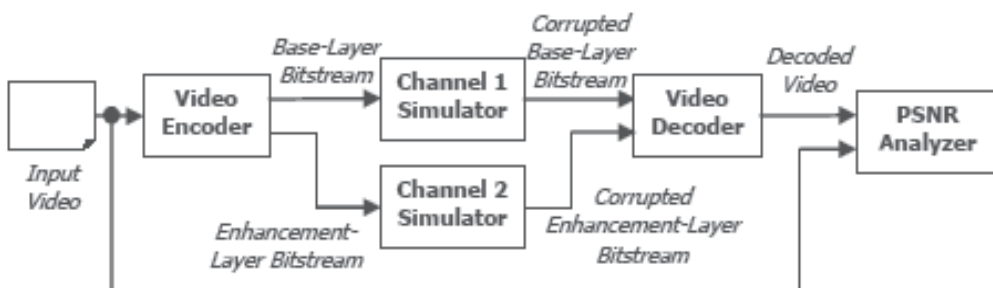 Base-Layer
Bitstream
Corrupted
Base-Layer
Bitstream
Decoded
Video
Video
Encoder
Channel 1
Simulator
Video
Decoder
PSNR
Analyzer
Input
Video
Channel 2
Simulator
Enhancement-
Layer Bitstream
Corrupted
Enhancement-Layer
Bitstream